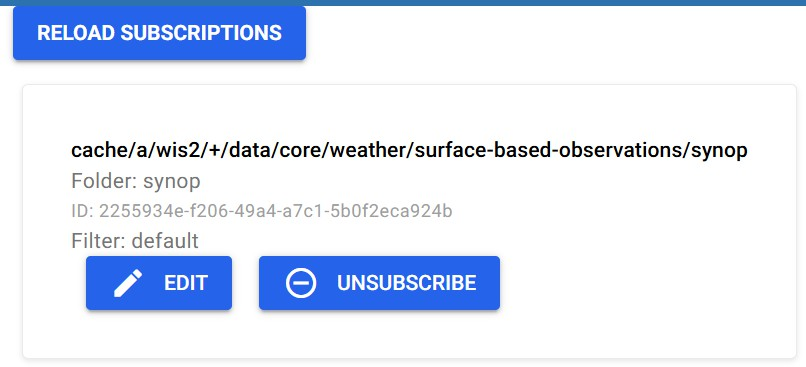 RELOAD SUBSCRIPTIONS
cache/a/wis2/+/data/core/weather/surface-based-observations/synop
Folder: synop
ID: 2255934e-f206-49a4-a7c1-5b0f2eca924b
Filter: default
EDIT
UNSUBSCRIBE